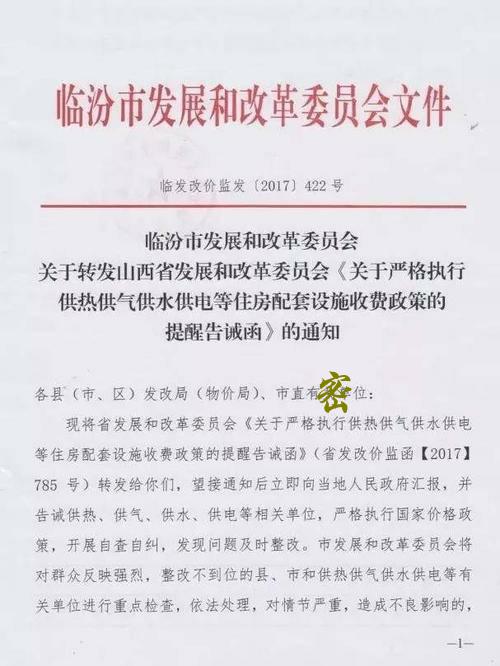 临汾市发展和改革委员会文件
临发改价监发〔2017〕422号
临汾市发展和改革委员会
关于转发山西省发展和改革委员会《关于严格执行
供热供气供水供电等住房配套设施收费政策的
提醒告诫函》的通知
各县（市、区）发改局（物价局）、市直有密单位：
现将省发展和改革委员会《关于严格执行供热供气供水供电
等住房配套设施收费政策的提醒告诫函》（省发改价监函【2017】
785 号）转发给你们，望接通知后立即向当地人民政府汇报，并
告诫供热、供气、供水、供电等相关单位，严格执行国家价格政
策，开展自查自纠，发现问题及时整改。市发展和改革委员会将
对群众反映强烈，整改不到位的县、市和供热供气供水供电等有
关单位进行重点检查，依法处理，对情节严重，造成不良影响的，
—1—